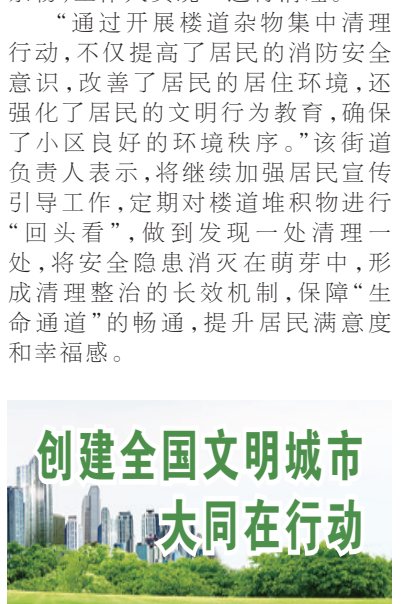 “通过开展楼道杂物集中清理
行动,不仅提高了居民的消防安全
意识,改善了居民的居住环境,还
强化了居民的文明行为教育,确保
了小区良好的环境秩序。”该街道
负责人表示,将继续加强居民宣传
引导工作,定期对楼道堆积物进行
“回头看”,做到发现一处清理一
处,将安全隐患消灭在萌芽中,形
成清理整治的长效机制,保障“生
命通道”的畅通,提升居民满意度
和幸福感。
创建全国文明城市
大同在行动